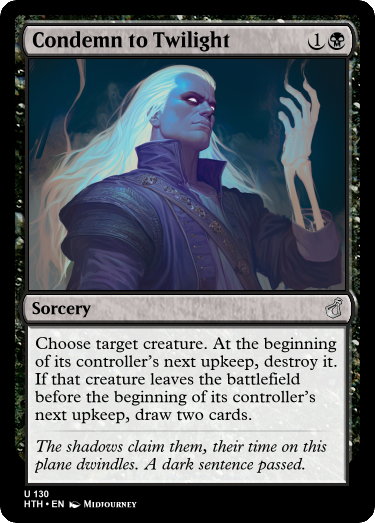 Condemn to Twilight 1
Sorcery
Choose target creature. At the beginning
of its controller's next upkeep, destroy it.
If that creature leaves the battlefield
before the beginning of its controller's
next upkeep, draw two cards.
The shadows claim them, their time on this
plane dwindles. A dark sentence passed.
U 130
HTH • EN MIDJOURNEY